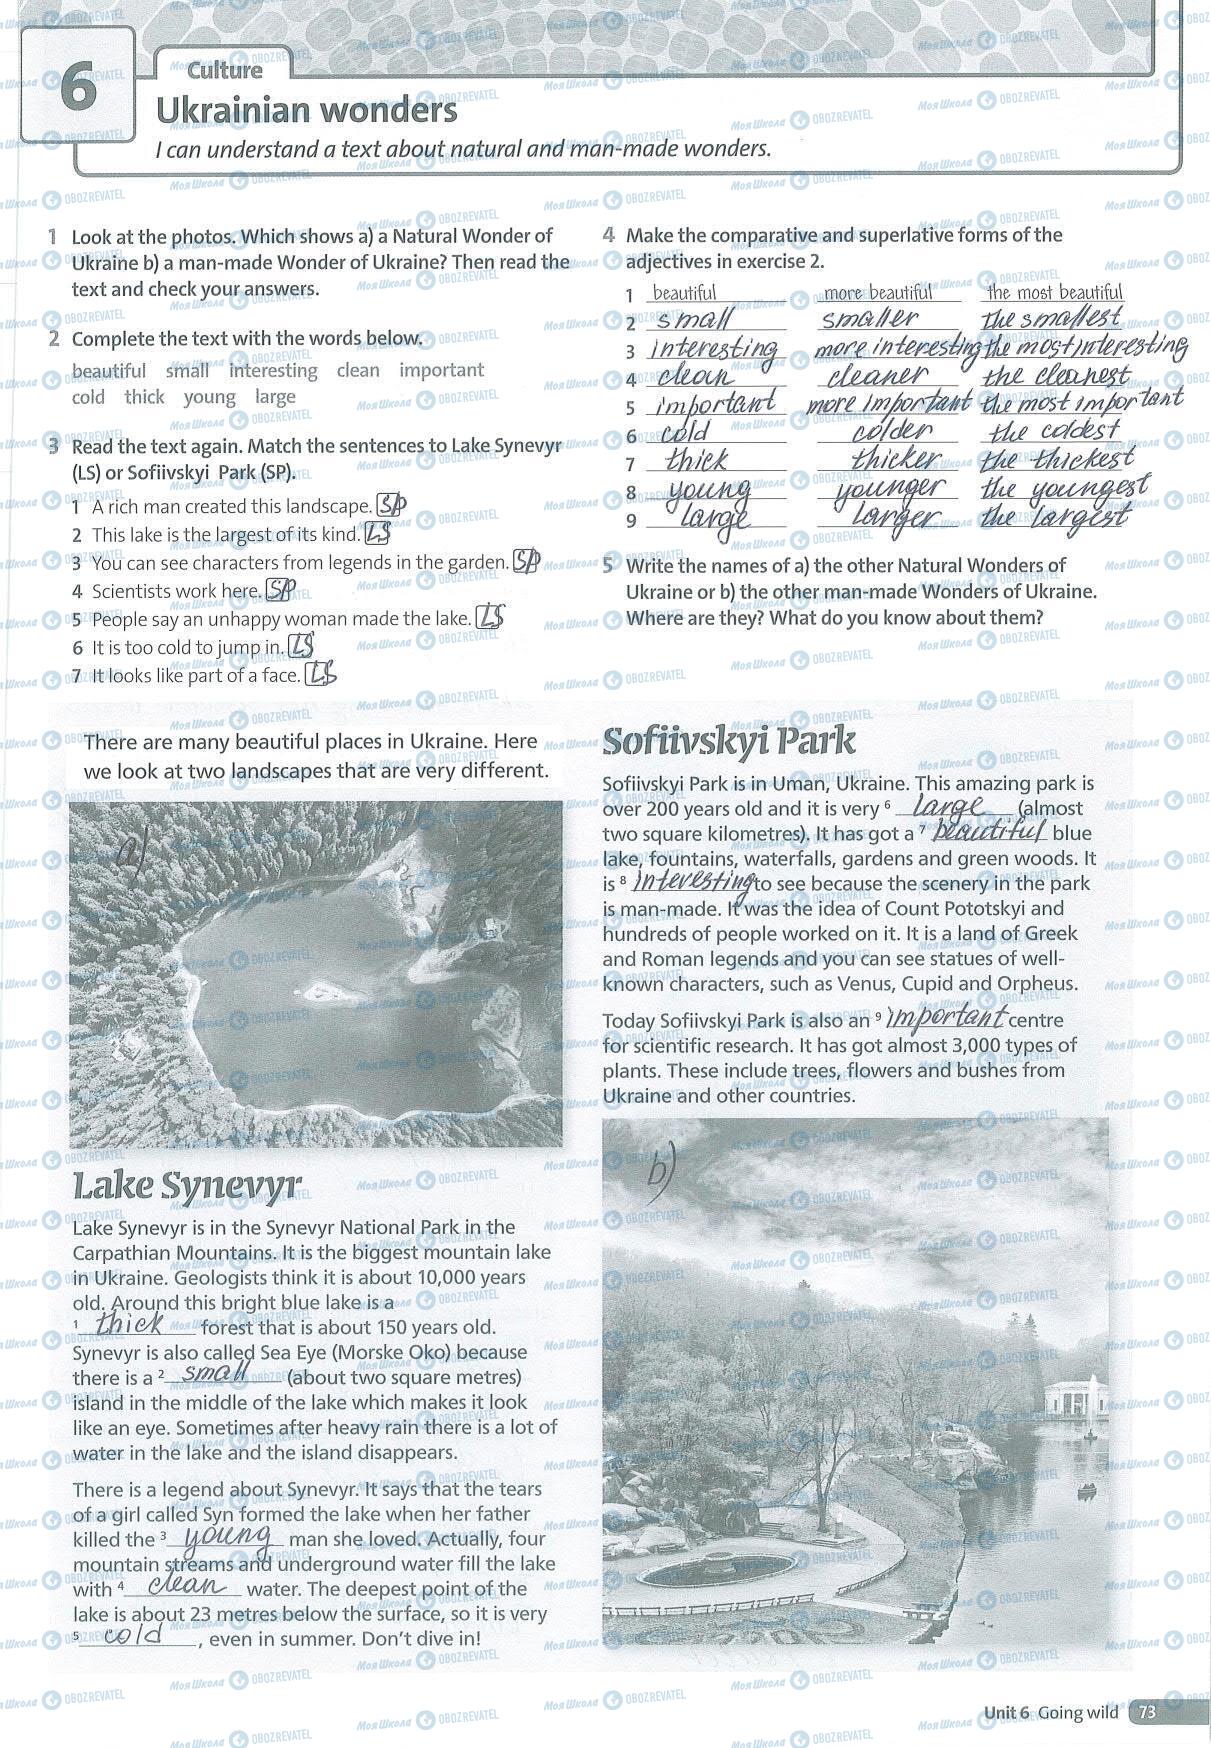 6
Culture
Ukrainian wonders
I can understand a text about natural and man-made wonders.
1 Look at the photos. Which shows a) a Natural Wonder of
Ukraine b) a man-made Wonder of Ukraine? Then read the
text and check your answers.
2 Complete the text with the words below.
beautiful small interesting clean important
cold thick young large
3 Read the text again. Match the sentences to Lake Synevyr
(LS) or Sofiivskyi Park (SP).
1 A rich man created this landscape. SP
2 This lake is the largest of its kind. LS
3 You can see characters from legends in the garden. SP
4 Scientists work here. SP
5 People say an unhappy woman made the lake. LS
6 It is too cold to jump in. LS
7 It looks like part of a face. LS
4 Make the comparative and superlative forms of the
adjectives in exercise 2.
1 beautiful more beautiful the most beautiful
2 small smaller the smallest
3 interesting more interesting the most interesting
4 clean cleaner the cleanest
5 important more important the most important
6 cold colder the coldest
7 thick thicker the thickest
8 young younger the youngest
9 large larger the largest
5 Write the names of a) the other Natural Wonders of
Ukraine or b) the other man-made Wonders of Ukraine.
Where are they? What do you know about them?
There are many beautiful places in Ukraine. Here
we look at two landscapes that are very different.
a)
Lake Synevyr
Lake Synevyr is in the Synevyr National Park in the
Carpathian Mountains. It is the biggest mountain lake
in Ukraine. Geologists think it is about 10,000 years
old. Around this bright blue lake is a
1 thick forest that is about 150 years old.
Synevyr is also called Sea Eye (Morske Oko) because
there is a 2 small (about two square metres)
island in the middle of the lake which makes it look
like an eye. Sometimes after heavy rain there is a lot of
water in the lake and the island disappears.
There is a legend about Synevyr. It says that the tears
of a girl called Syn formed the lake when her father
killed the 3 young man she loved. Actually, four
mountain streams and underground water fill the lake
with 4 clean water. The deepest point of the
lake is about 23 metres below the surface, so it is very
5 cold, even in summer. Don't dive in!
Sofiivskyi Park
Sofiivskyi Park is in Uman, Ukraine. This amazing park is
over 200 years old and it is very 6 large (almost
two square kilometres). It has got a 7 beautiful blue
lake, fountains, waterfalls, gardens and green woods. It
is 8 interesting to see because the scenery in the park
is man-made. It was the idea of Count Pototskyi and
hundreds of people worked on it. It is a land of Greek
and Roman legends and you can see statues of well-
known characters, such as Venus, Cupid and Orpheus.
Today Sofiivskyi Park is also an 9 important centre
for scientific research. It has got almost 3,000 types of
plants. These include trees, flowers and bushes from
Ukraine and other countries.
b)
Unit 6 Going wild 73
МояШкола OBOZREVATEL